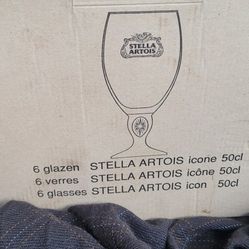 STELLA
ARTOIS
6 glazen STELLA ARTOIS icone 50cl
6 verres STELLA ARTOIS icône 50cl
6 glasses STELLA ARTOIS icon 50cl